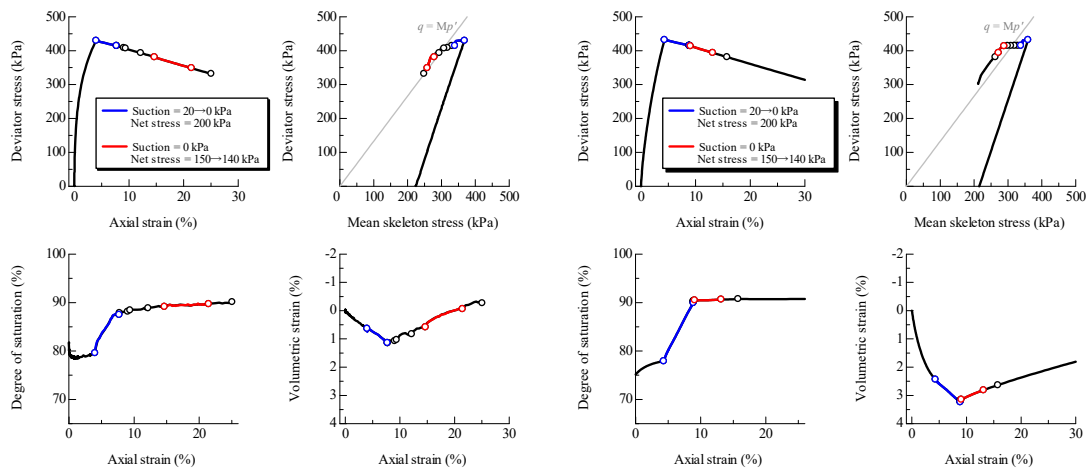 500
400
300
200
100
0
0 10 20 30
Deviator stress (kPa)
Axial strain (%)
Suction = 20→0 kPa
Net stress = 200 kPa
Suction = 0 kPa
Net stress = 150→140 kPa
500
400
300
200
100
0
0 100 200 300 400 500
Deviator stress (kPa)
Mean skeleton stress (kPa)
q = Mp'
500
400
300
200
100
0
0 10 20 30
Deviator stress (kPa)
Axial strain (%)
Suction = 20→0 kPa
Net stress = 200 kPa
Suction = 0 kPa
Net stress = 150→140 kPa
500
400
300
200
100
0
0 100 200 300 400 500
Deviator stress (kPa)
Mean skeleton stress (kPa)
q = Mp'
100
90
80
70
0 10 20
Degree of saturation (%)
Axial strain (%)
-2
-1
0
1
2
3
4
0 10 20 30
Volumetric strain (%)
Axial strain (%)
100
90
80
70
0 10 20
Degree of saturation (%)
Axial strain (%)
-2
-1
0
1
2
3
4
0 10 20 30
Volumetric strain (%)
Axial strain (%)